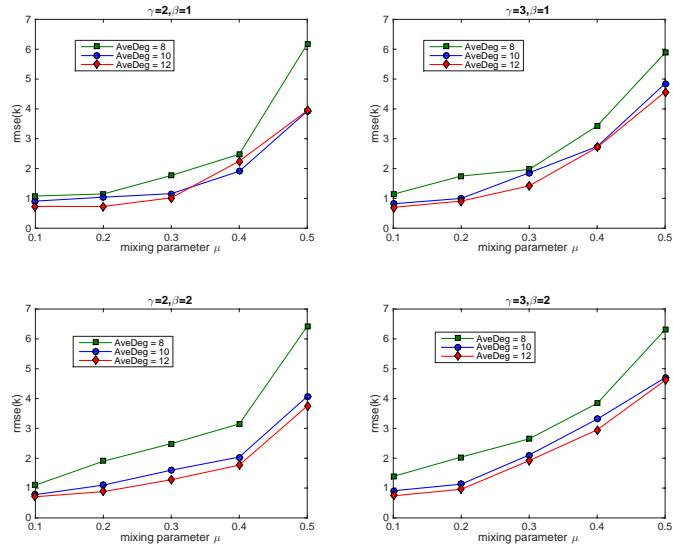 γ=2,β=1
7
6
5
4
3
2
1
0
rmse(k)
AveDeg = 8
AveDeg = 10
AveDeg = 12
0.1 0.2 0.3 0.4 0.5
mixing parameter μ
γ=3,β=1
7
6
5
4
3
2
1
0
rmse(k)
AveDeg = 8
AveDeg = 10
AveDeg = 12
0.1 0.2 0.3 0.4 0.5
mixing parameter μ
γ=2,β=2
7
6
5
4
3
2
1
0
rmse(k)
AveDeg = 8
AveDeg = 10
AveDeg = 12
0.1 0.2 0.3 0.4 0.5
mixing parameter μ
γ=3,β=2
7
6
5
4
3
2
1
0
rmse(k)
AveDeg = 8
AveDeg = 10
AveDeg = 12
0.1 0.2 0.3 0.4 0.5
mixing parameter μ